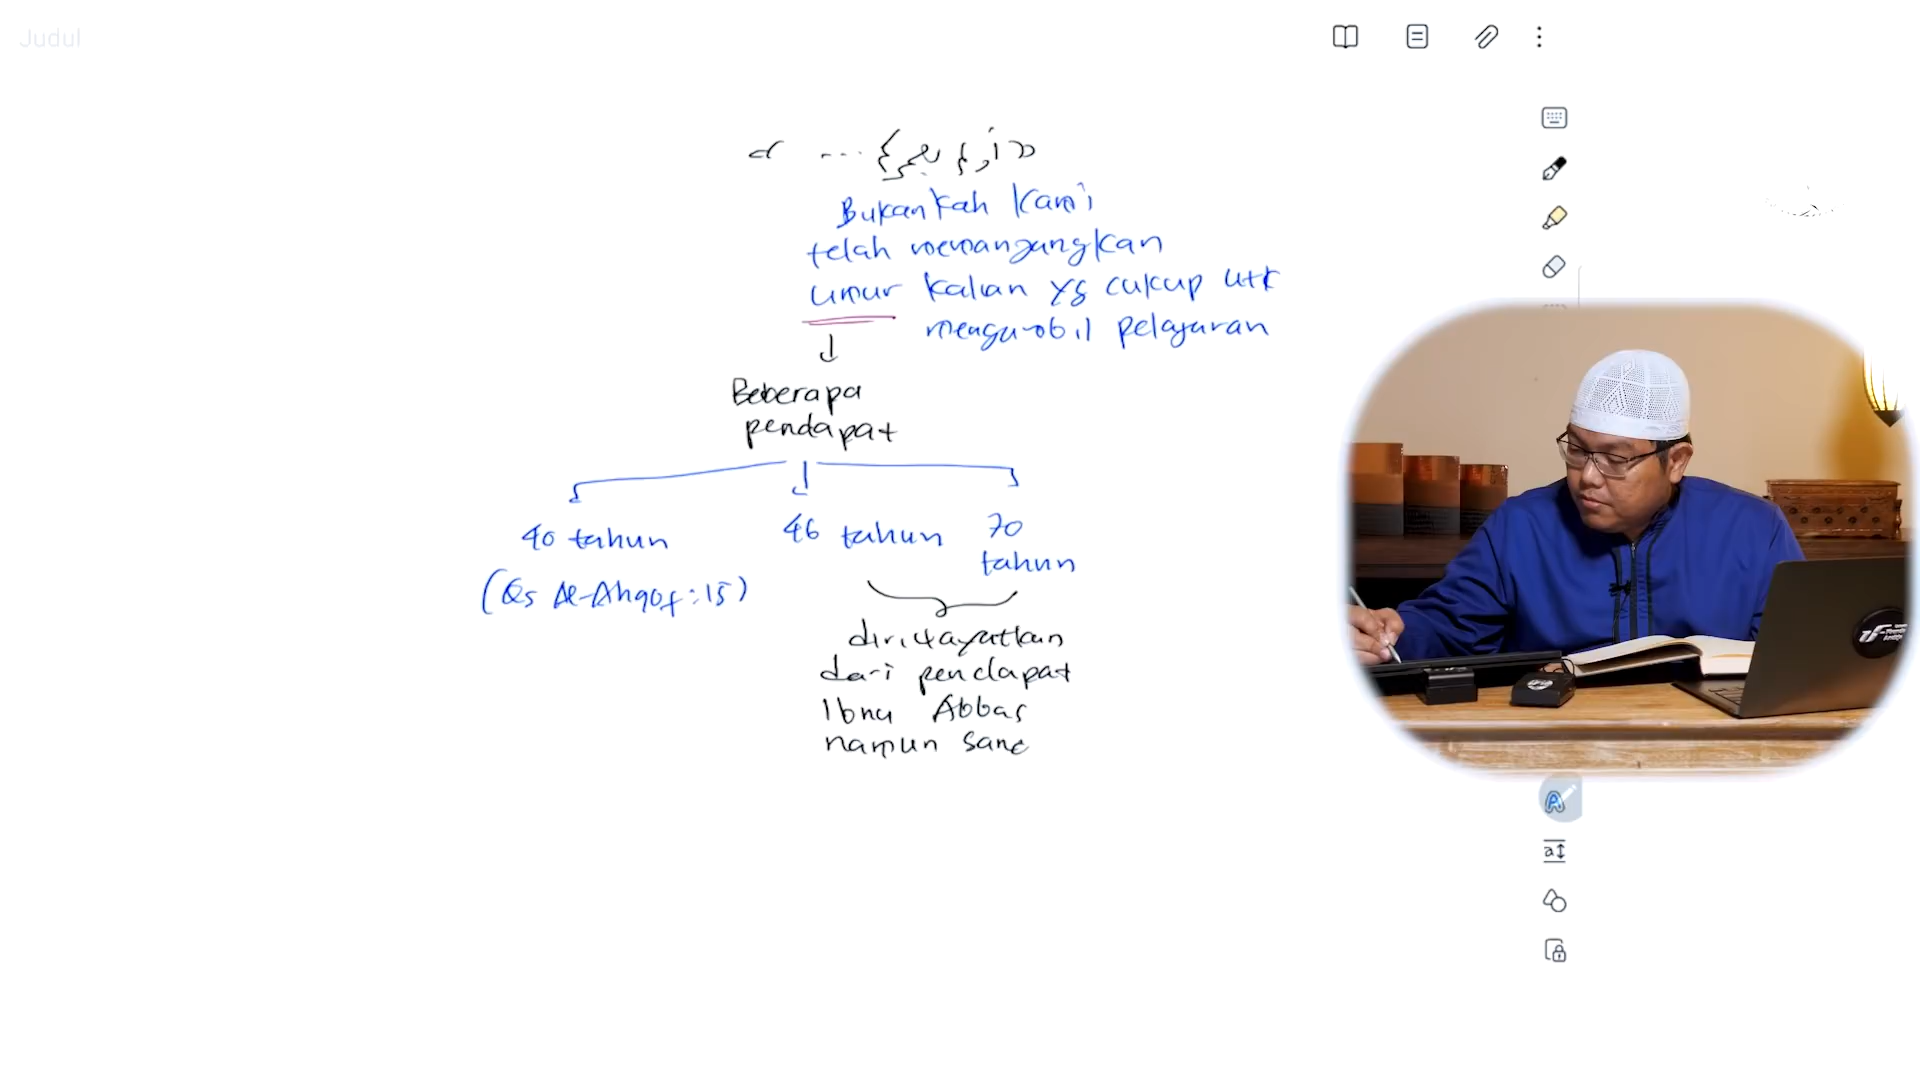 Judul
Bukankah Kami
telah memanjangkan
umur kalian yg cukup utk
mengambil pelajaran
Beberapa
pendapat
40 tahun
46 tahun
70
tahun
(Qs Al-Ahqof : 15)
diriwayatkan
dari pendapat
Ibnu Abbas
namun sano